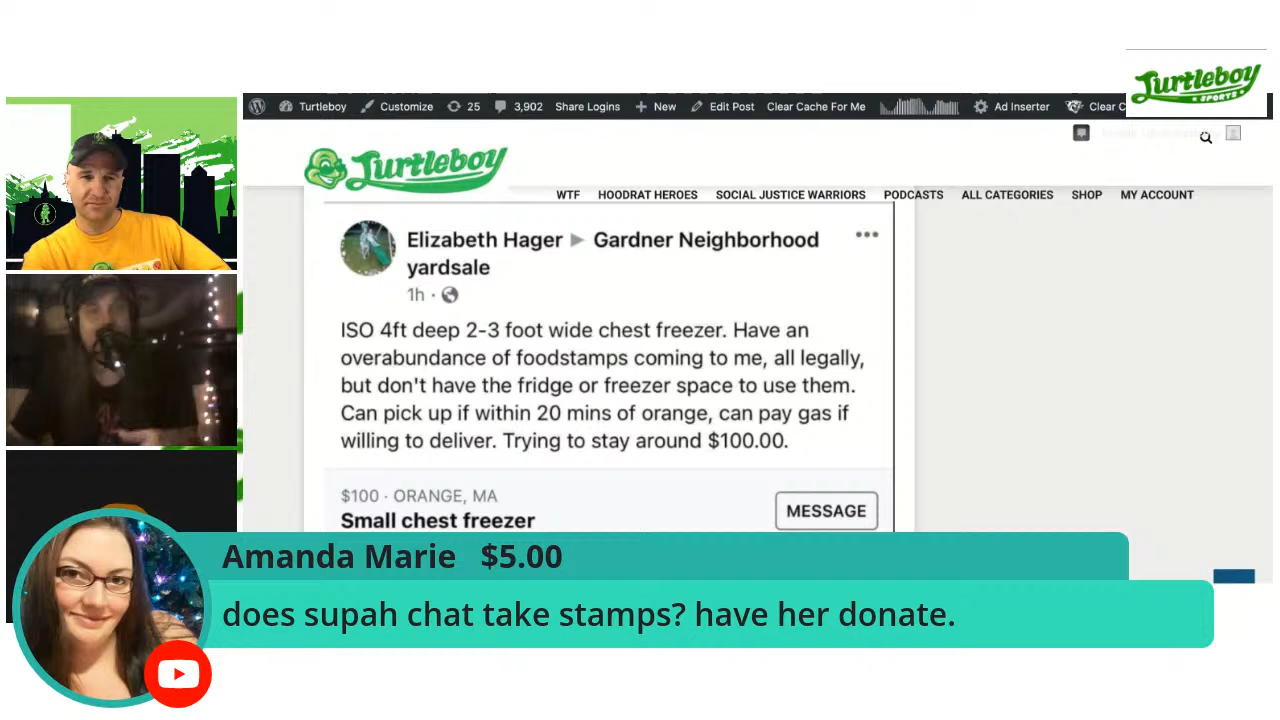 Turtleboy
SPORTS
Turtleboy Customize 25 3,902 Share Logins New Edit Post Clear Cache For Me Ad Inserter Clear C
Turtleboy
WTF HOODRAT HEROES SOCIAL JUSTICE WARRIORS PODCASTS ALL CATEGORIES SHOP MY ACCOUNT
Elizabeth Hager ▶ Gardner Neighborhood
yardsale
1h ·
ISO 4ft deep 2-3 foot wide chest freezer. Have an
overabundance of foodstamps coming to me, all legally,
but don't have the fridge or freezer space to use them.
Can pick up if within 20 mins of orange, can pay gas if
willing to deliver. Trying to stay around $100.00.
$100 · ORANGE, MA
Small chest freezer
MESSAGE
Amanda Marie $5.00
does supah chat take stamps? have her donate.